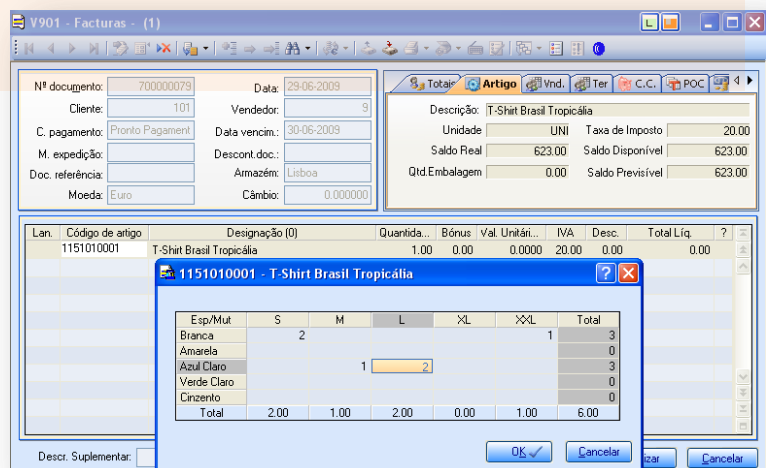 V901 - Facturas - (1)
Nº documento: 700000079 Data: 29-06-2009
Cliente: 101 Vendedor: 9
C. pagamento: Pronto Pagament Data vencim.: 30-06-2009
M. expedição: Descont.doc.:
Doc. referência: Armazém: Lisboa
Moeda: Euro Câmbio: 0.000000
Totais Artigo Vnd. Ter C.C. POC
Descrição: T-Shirt Brasil Tropicália
Unidade UNI Taxa de Imposto 20.00
Saldo Real 623.00 Saldo Disponível 623.00
Qtd.Embalagem 0.00 Saldo Previsível 623.00
Lan. Código de artigo Designação (0) Quantida... Bónus Val. Unitári... IVA Desc. Total Líq. ?
1151010001 T-Shirt Brasil Tropicália 1.00 0.00 0.0000 20.00 0.00 0.00
1151010001 - T-Shirt Brasil Tropicália
Esp/Mut S M L XL XXL Total
Branca 2 1 3
Amarela 0
Azul Claro 1 2 3
Verde Claro 0
Cinzento 0
Total 2.00 1.00 2.00 0.00 1.00 6.00
OK Cancelar
Descr. Suplementar: izar Cancelar